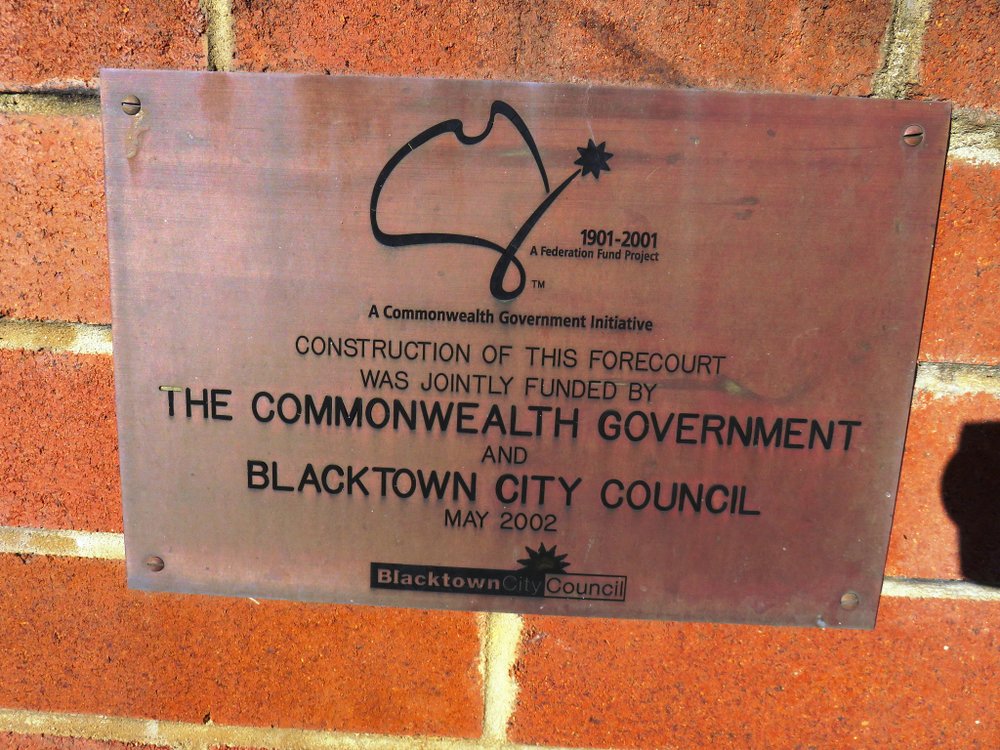 1901-2001
A Federation Fund Project
TM
A Commonwealth Government Initiative
CONSTRUCTION OF THIS FORECOURT
WAS JOINTLY FUNDED BY
THE COMMONWEALTH GOVERNMENT
AND
BLACKTOWN CITY COUNCIL
MAY 2002
BlacktownCityCouncil